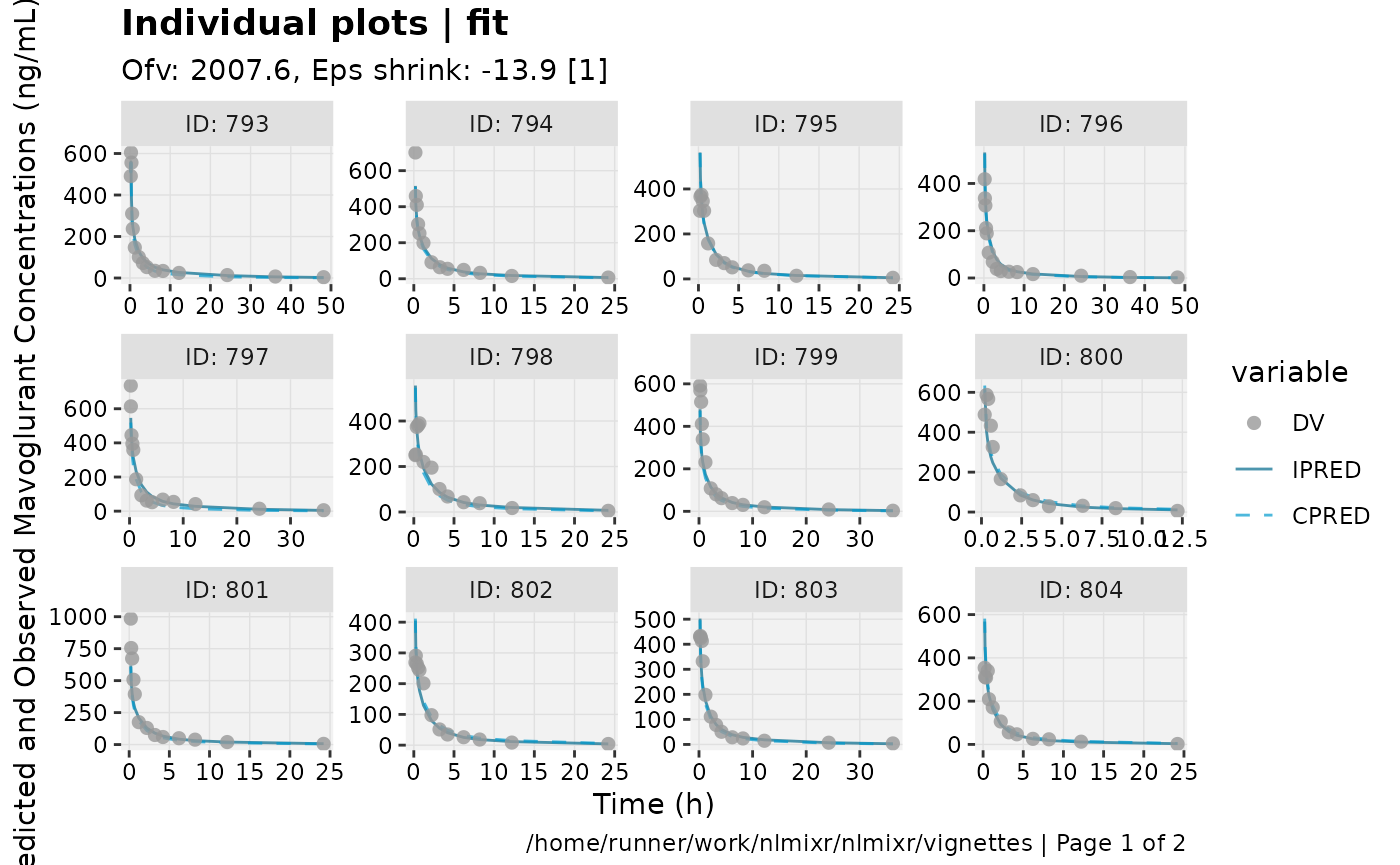 Individual plots | fit
Ofv: 2007.6, Eps shrink: -13.9 [1]
and Observed Mavoglurant Concentrations (ng/mL)
ID: 793
ID: 794
ID: 795
ID: 796
600
400
200
0
0 10 20 30 40 50
600
400
200
0
0 5 10 15 20 25
400
200
0
0 5 10 15 20 25
400
200
0
0 10 20 30 40 50
ID: 797
ID: 798
ID: 799
ID: 800
600
400
200
0
0 10 20 30
400
200
0
0 5 10 15 20 25
600
400
200
0
0 10 20 30
600
400
200
0
0.0 2.5 5.0 7.5 10.0 12.5
ID: 801
ID: 802
ID: 803
ID: 804
1000
750
500
250
0
0 5 10 15 20 25
400
300
200
100
0
0 5 10 15 20 25
500
400
300
200
100
0
0 10 20 30
600
400
200
0
0 5 10 15 20 25
variable
DV
IPRED
CPRED
Time (h)
/home/runner/work/nlmixr/nlmixr/vignettes | Page 1 of 2